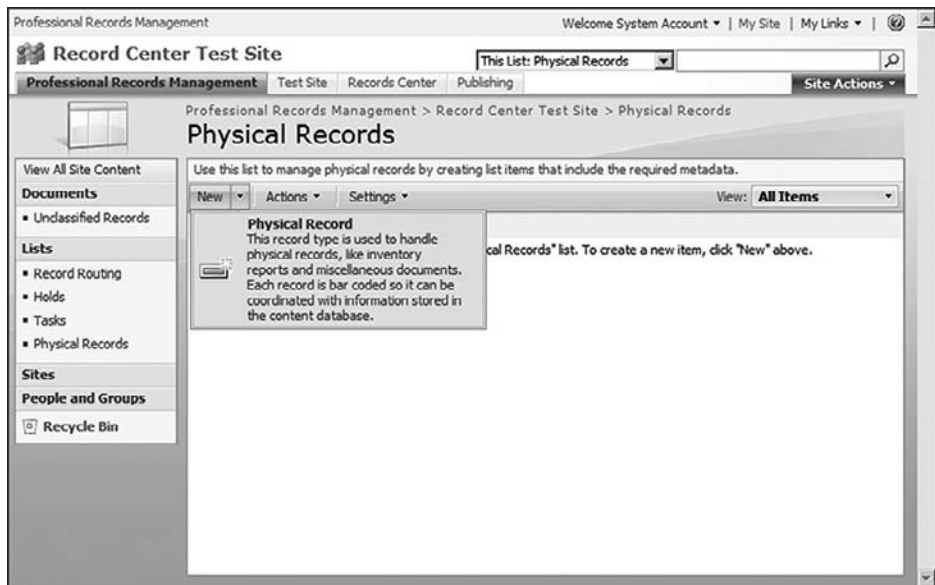 Professional Records Management
Welcome System Account | My Site | My Links |
Record Center Test Site
This List: Physical Records
Professional Records Management Test Site Records Center Publishing Site Actions
Professional Records Management > Record Center Test Site > Physical Records
Physical Records
View All Site Content
Documents
Unclassified Records
Lists
Record Routing
Holds
Tasks
Physical Records
Sites
People and Groups
Recycle Bin
Use this list to manage physical records by creating list items that include the required metadata.
New Actions Settings View: All Items
Physical Record
This record type is used to handle
physical records, like inventory
reports and miscellaneous documents.
Each record is bar coded so it can be
coordinated with information stored in
the content database.
cal Records" list. To create a new item, click "New" above.